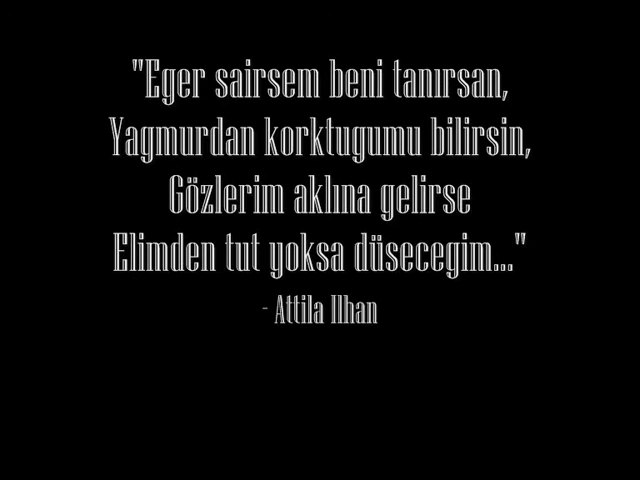 "Eger sairsem beni tanırsan,
Yagmurdan korktugumu bilirsin,
Gözlerim aklına gelirse
Elimden tut yoksa düsecegim..."
- Attila Ilhan